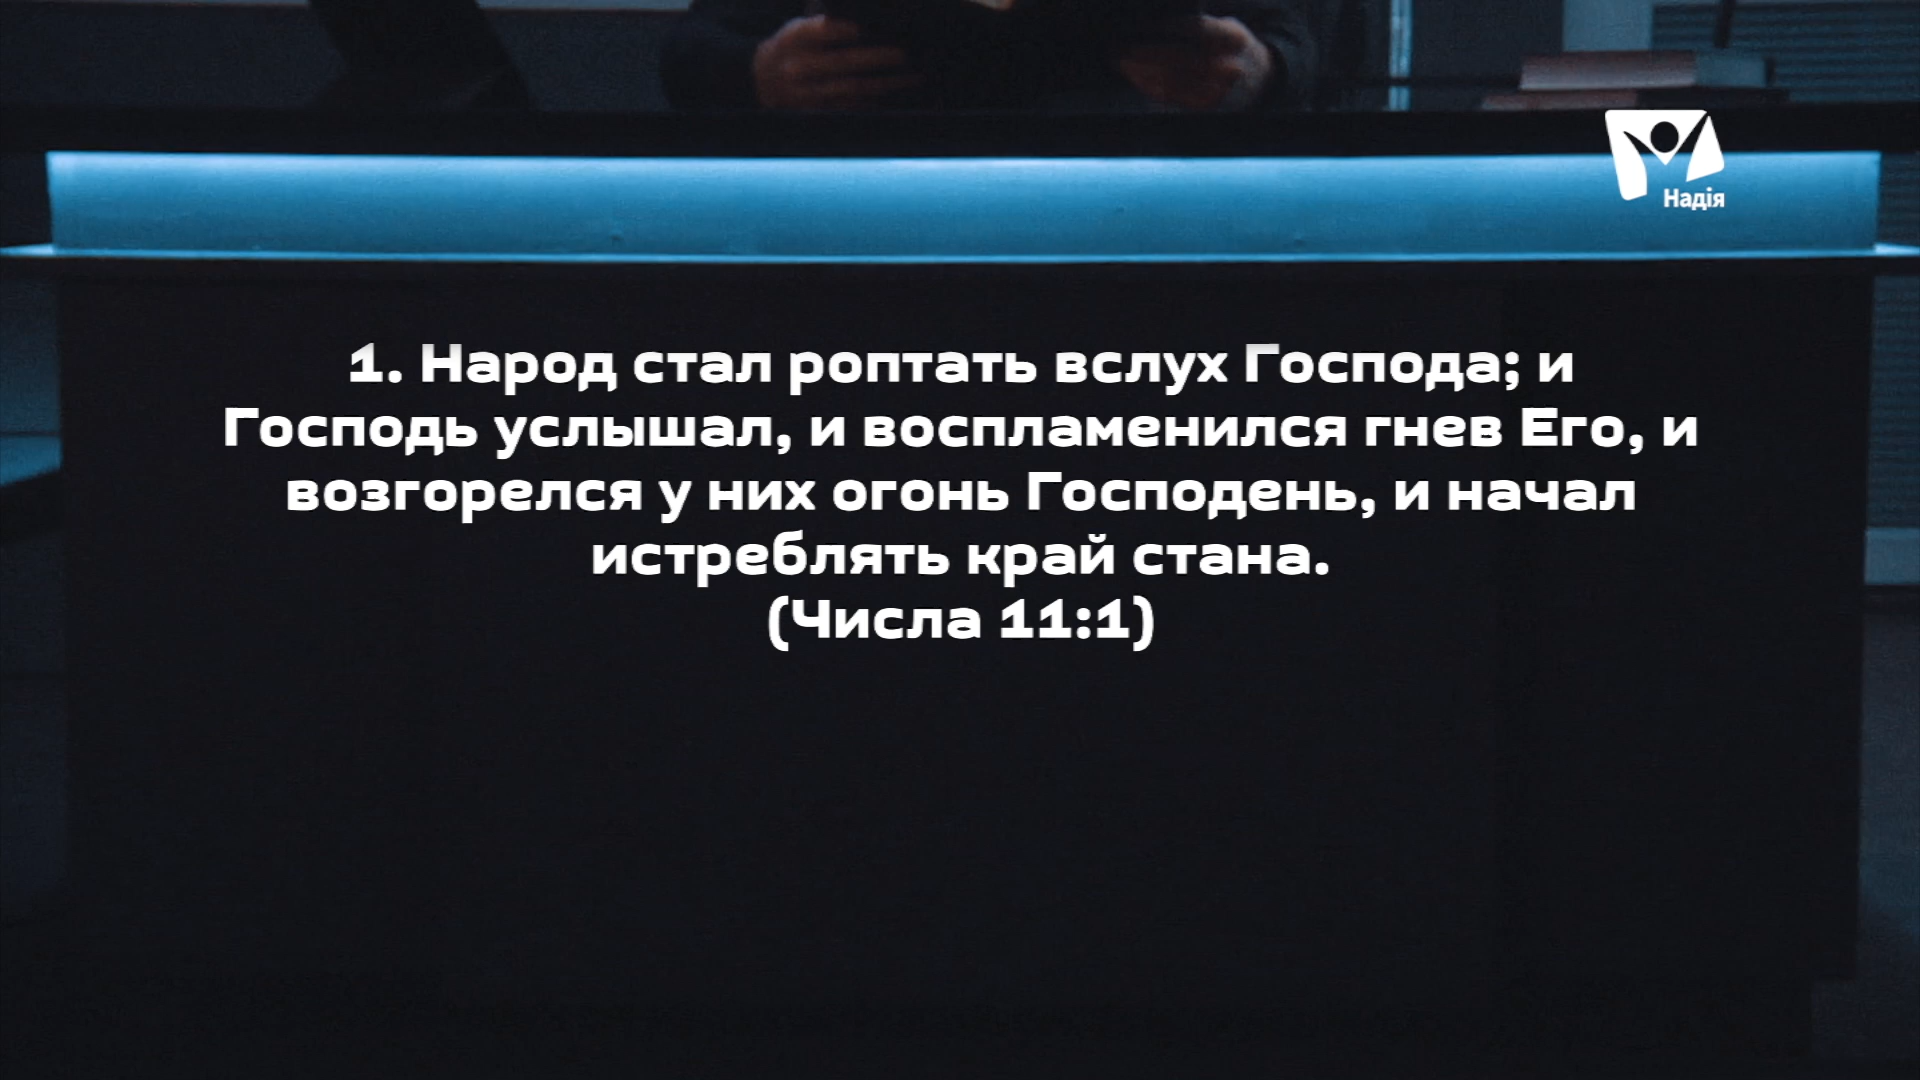 Надія
1. Народ стал роптать вслух Господа; и
Господь услышал, и воспламенился гнев Его, и
возгорелся у них огонь Господень, и начал
истреблять край стана.
(Числа 11:1)